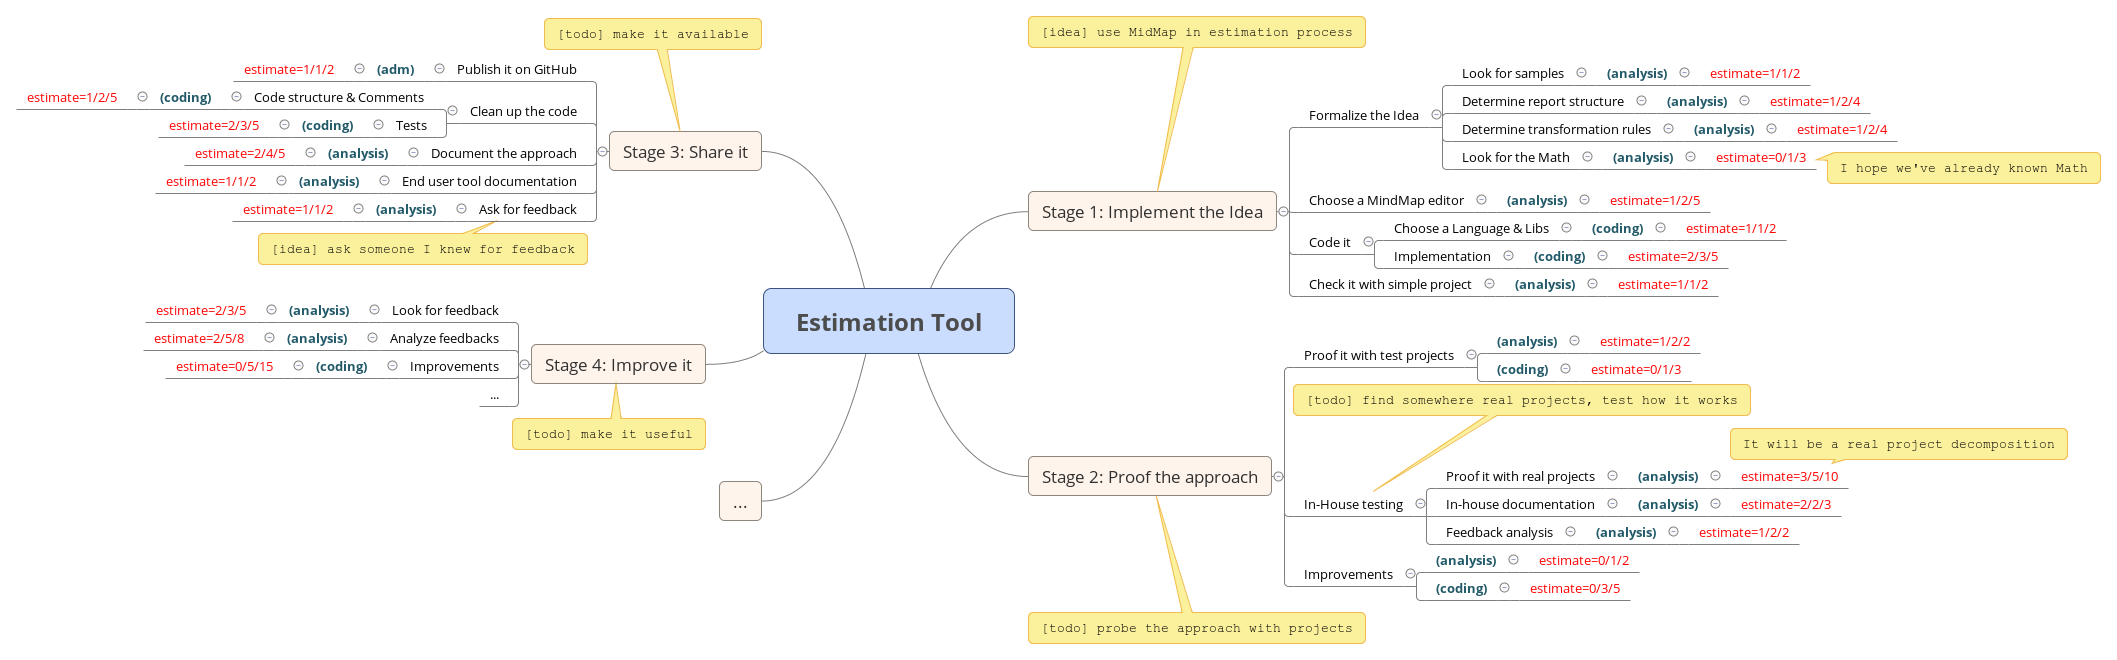 Estimation Tool
[idea] use MidMap in estimation process
Stage 1: Implement the Idea
Formalize the Idea
Look for samples (analysis) estimate=1/1/2
Determine report structure (analysis) estimate=1/2/4
Determine transformation rules (analysis) estimate=1/2/4
Look for the Math (analysis) estimate=0/1/3
I hope we've already known Math
Choose a MindMap editor (analysis) estimate=1/2/5
Code it
Choose a Language & Libs (coding) estimate=1/1/2
Implementation (coding) estimate=2/3/5
Check it with simple project (analysis) estimate=1/1/2
Stage 2: Proof the approach
Proof it with test projects
(analysis) estimate=1/2/2
(coding) estimate=0/1/3
[todo] find somewhere real projects, test how it works
It will be a real project decomposition
In-House testing
Proof it with real projects (analysis) estimate=3/5/10
In-house documentation (analysis) estimate=2/2/3
Feedback analysis (analysis) estimate=1/2/2
Improvements
(analysis) estimate=0/1/2
(coding) estimate=0/3/5
[todo] probe the approach with projects
[todo] make it available
Stage 3: Share it
estimate=1/1/2 (adm) Publish it on GitHub
Clean up the code
estimate=1/2/5 (coding) Code structure & Comments
estimate=2/3/5 (coding) Tests
estimate=2/4/5 (analysis) Document the approach
estimate=1/1/2 (analysis) End user tool documentation
estimate=1/1/2 (analysis) Ask for feedback
[idea] ask someone I knew for feedback
Stage 4: Improve it
estimate=2/3/5 (analysis) Look for feedback
estimate=2/5/8 (analysis) Analyze feedbacks
estimate=0/5/15 (coding) Improvements
...
[todo] make it useful
...